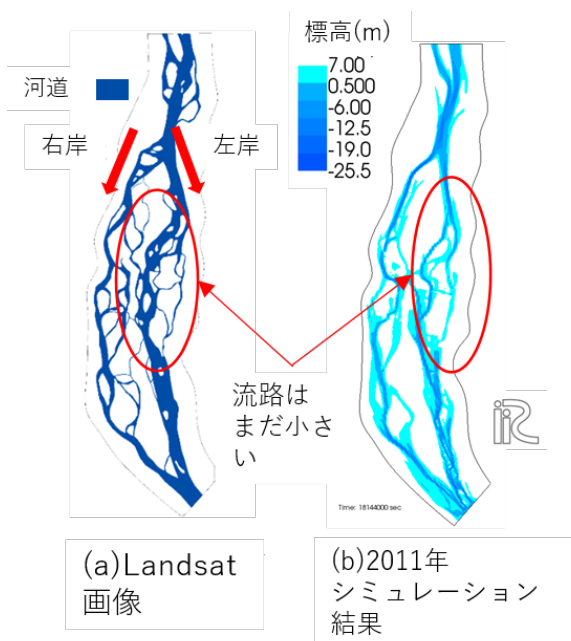 標高(m)
7.00
0.500
-6.00
-12.5
-19.0
-25.5
河道
右岸
左岸
流路は
まだ小さ
い
iRIC
Time: 18144000 sec
(a)Landsat
画像
(b)2011年
シミュレーション
結果